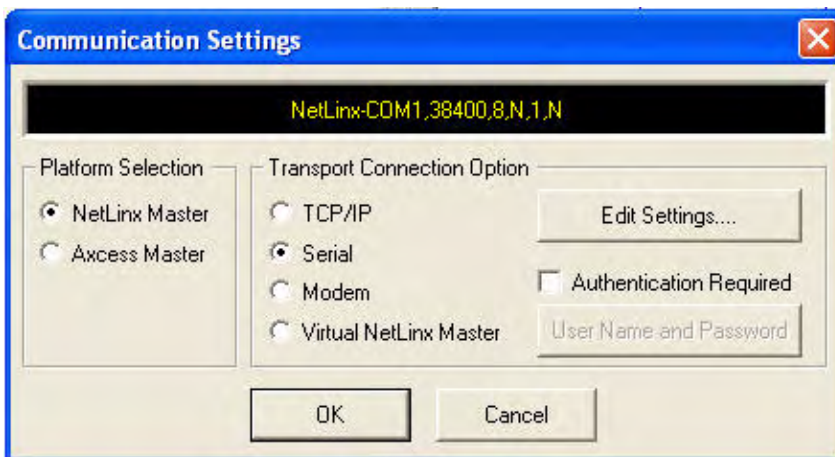 Communication Settings
NetLinx-COM1,38400,8,N,1,N
Platform Selection
NetLinx Master
Axcess Master
Transport Connection Option
TCP/IP
Serial
Modem
Virtual NetLinx Master
Edit Settings....
Authentication Required
User Name and Password
OK
Cancel